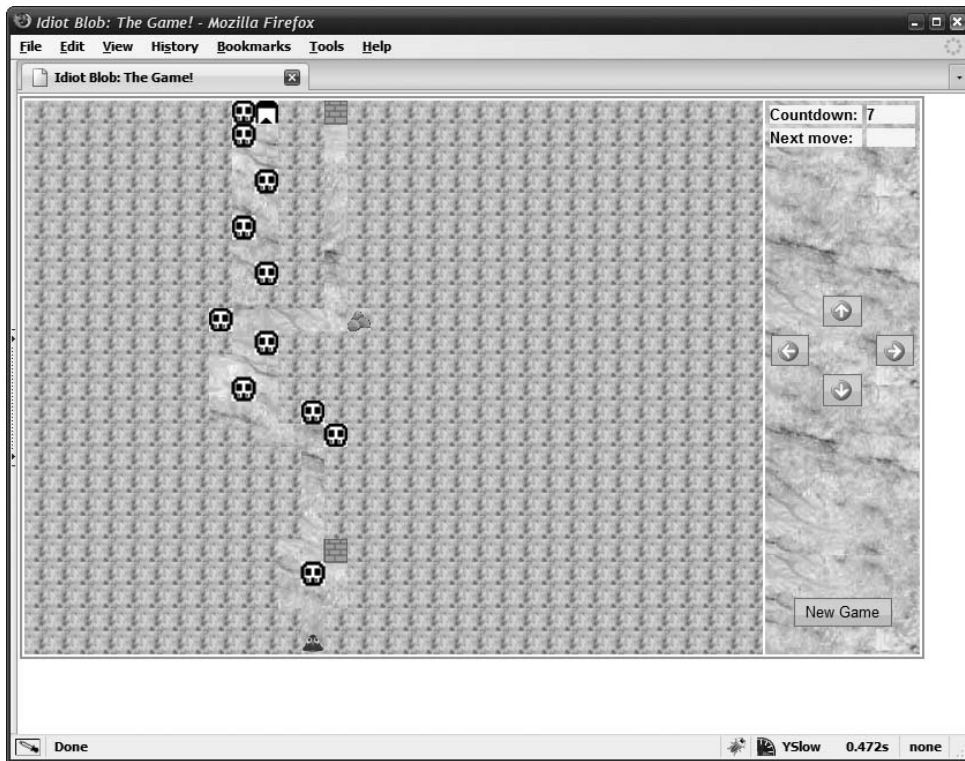 Idiot Blob: The Game! - Mozilla Firefox
File Edit View History Bookmarks Tools Help
Idiot Blob: The Game!
Countdown: 7
Next move:
New Game
Done YSlow 0.472s none